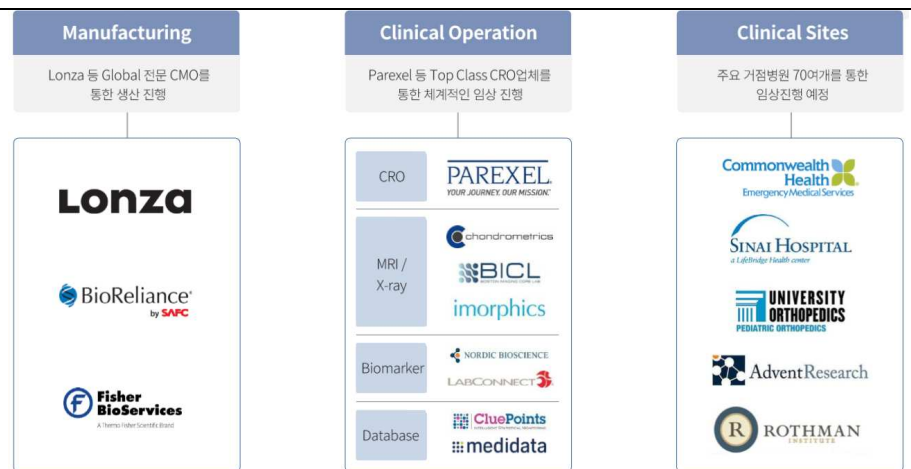 Manufacturing
Lonza 등 Global 전문 CMO를
통한 생산 진행
Lonza
BioReliance®
by SAFC
Fisher
BioServices
A Thermo Fisher Scientific Brand
Clinical Operation
Parexel 등 Top Class CRO업체를
통한 체계적인 임상 진행
CRO
PAREXEL®
YOUR JOURNEY. OUR MISSION.®
MRI /
X-ray
chondrometrics
BICL
BOSTON IMAGING CORE LAB
imorphics
Biomarker
NORDIC BIOSCIENCE
LABCONNECT
Database
CluePoints
medidata
Clinical Sites
주요 거점병원 70여개를 통한
임상진행 예정
Commonwealth
Health
Emergency Medical Services
SINAI HOSPITAL
a LifeBridge Health center
UNIVERSITY
ORTHOPEDICS
PEDIATRIC ORTHOPEDICS
AdventResearch
R
ROTHMAN
INSTITUTE